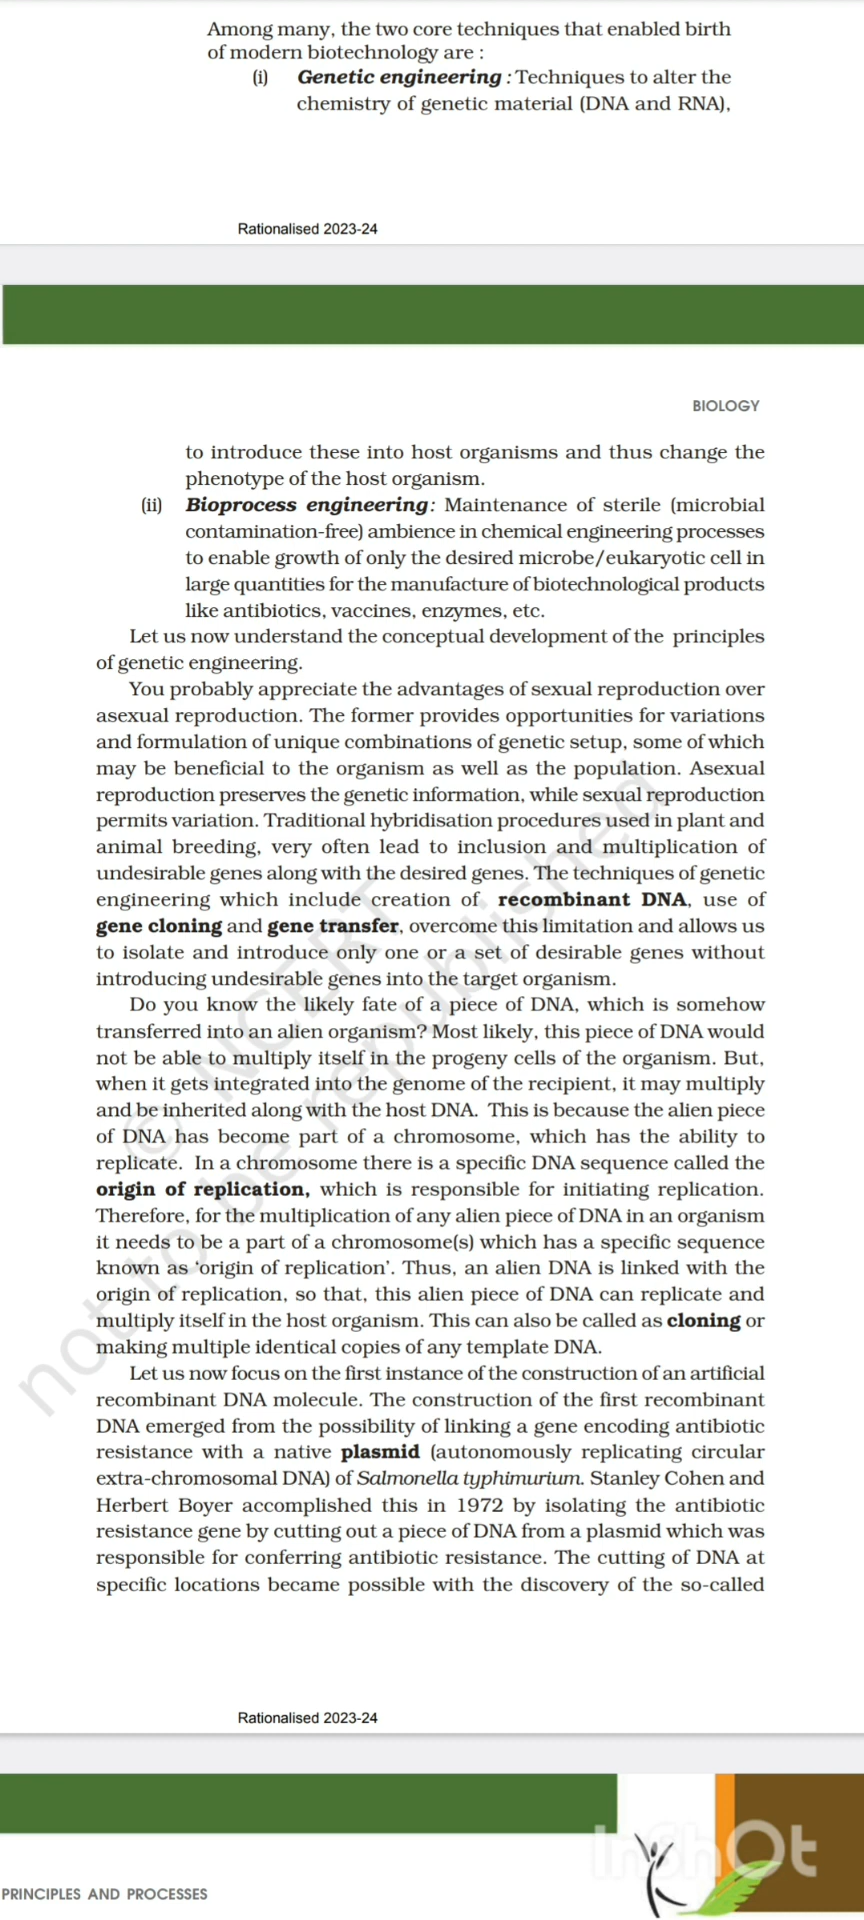 Among many, the two core techniques that enabled birth
of modern biotechnology are :
(i) Genetic engineering : Techniques to alter the
chemistry of genetic material (DNA and RNA),
Rationalised 2023-24
BIOLOGY
to introduce these into host organisms and thus change the
phenotype of the host organism.
(ii) Bioprocess engineering: Maintenance of sterile (microbial
contamination-free) ambience in chemical engineering processes
to enable growth of only the desired microbe/eukaryotic cell in
large quantities for the manufacture of biotechnological products
like antibiotics, vaccines, enzymes, etc.
Let us now understand the conceptual development of the principles
of genetic engineering.
You probably appreciate the advantages of sexual reproduction over
asexual reproduction. The former provides opportunities for variations
and formulation of unique combinations of genetic setup, some of which
may be beneficial to the organism as well as the population. Asexual
reproduction preserves the genetic information, while sexual reproduction
permits variation. Traditional hybridisation procedures used in plant and
animal breeding, very often lead to inclusion and multiplication of
undesirable genes along with the desired genes. The techniques of genetic
engineering which include creation of recombinant DNA, use of
gene cloning and gene transfer, overcome this limitation and allows us
to isolate and introduce only one or a set of desirable genes without
introducing undesirable genes into the target organism.
Do you know the likely fate of a piece of DNA, which is somehow
transferred into an alien organism? Most likely, this piece of DNA would
not be able to multiply itself in the progeny cells of the organism. But,
when it gets integrated into the genome of the recipient, it may multiply
and be inherited along with the host DNA. This is because the alien piece
of DNA has become part of a chromosome, which has the ability to
replicate. In a chromosome there is a specific DNA sequence called the
origin of replication, which is responsible for initiating replication.
Therefore, for the multiplication of any alien piece of DNA in an organism
it needs to be a part of a chromosome(s) which has a specific sequence
known as ‘origin of replication’. Thus, an alien DNA is linked with the
origin of replication, so that, this alien piece of DNA can replicate and
multiply itself in the host organism. This can also be called as cloning or
making multiple identical copies of any template DNA.
Let us now focus on the first instance of the construction of an artificial
recombinant DNA molecule. The construction of the first recombinant
DNA emerged from the possibility of linking a gene encoding antibiotic
resistance with a native plasmid (autonomously replicating circular
extra-chromosomal DNA) of Salmonella typhimurium. Stanley Cohen and
Herbert Boyer accomplished this in 1972 by isolating the antibiotic
resistance gene by cutting out a piece of DNA from a plasmid which was
responsible for conferring antibiotic resistance. The cutting of DNA at
specific locations became possible with the discovery of the so-called
© NCERT
not to be republished
Rationalised 2023-24
InShOt
PRINCIPLES AND PROCESSES